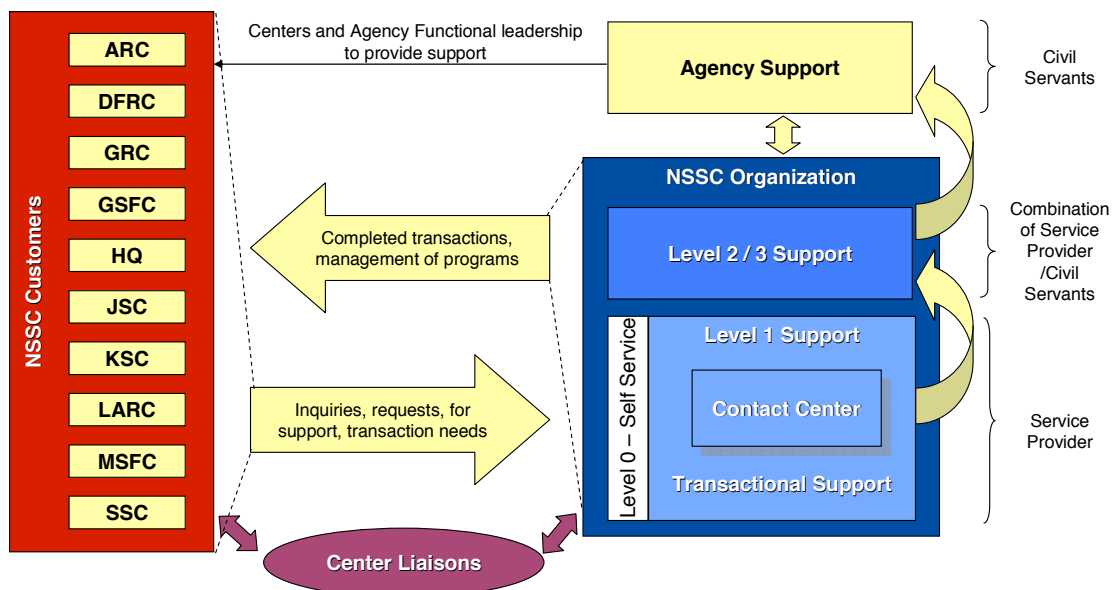 NSSC Customers
ARC
DFRC
GRC
GSFC
HQ
JSC
KSC
LARC
MSFC
SSC
Centers and Agency Functional leadership
to provide support
Completed transactions,
management of programs
Inquiries, requests, for
support, transaction needs
Center Liaisons
Agency Support
NSSC Organization
Level 2 / 3 Support
Level 0 – Self Service
Level 1 Support
Contact Center
Transactional Support
Civil
Servants
Combination
of Service
Provider
/Civil
Servants
Service
Provider